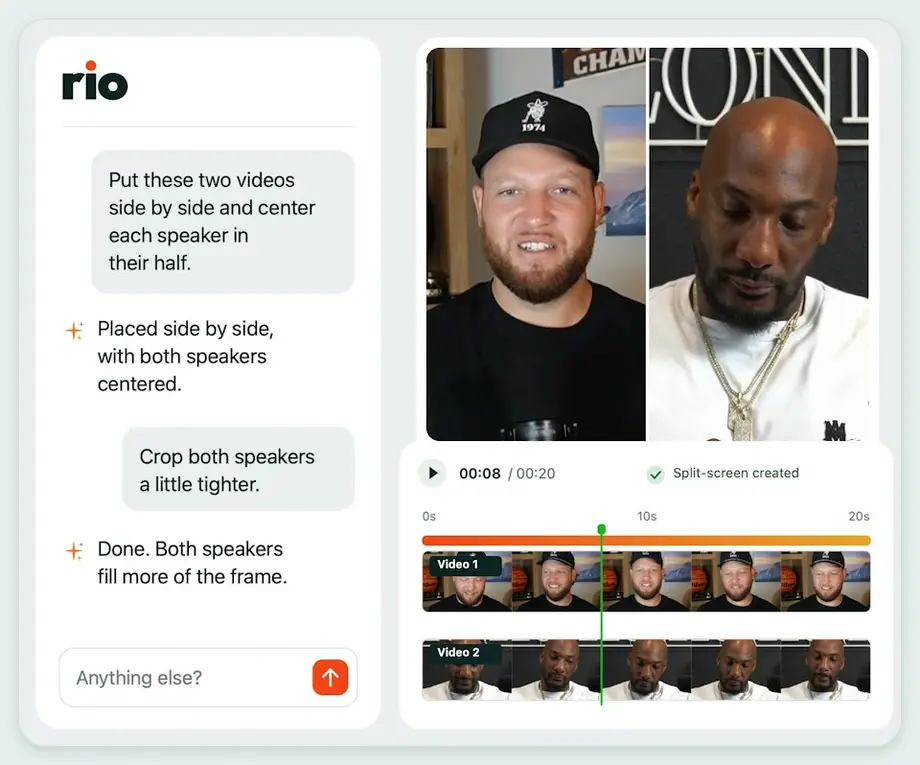 rio
Put these two videos
side by side and center
each speaker in
their half.
Placed side by side,
with both speakers
centered.
Crop both speakers
a little tighter.
Done. Both speakers
fill more of the frame.
Anything else?
CHAM
1974
LONI
00:08 / 00:20
Split-screen created
0s
10s
20s
Video 1
Video 2